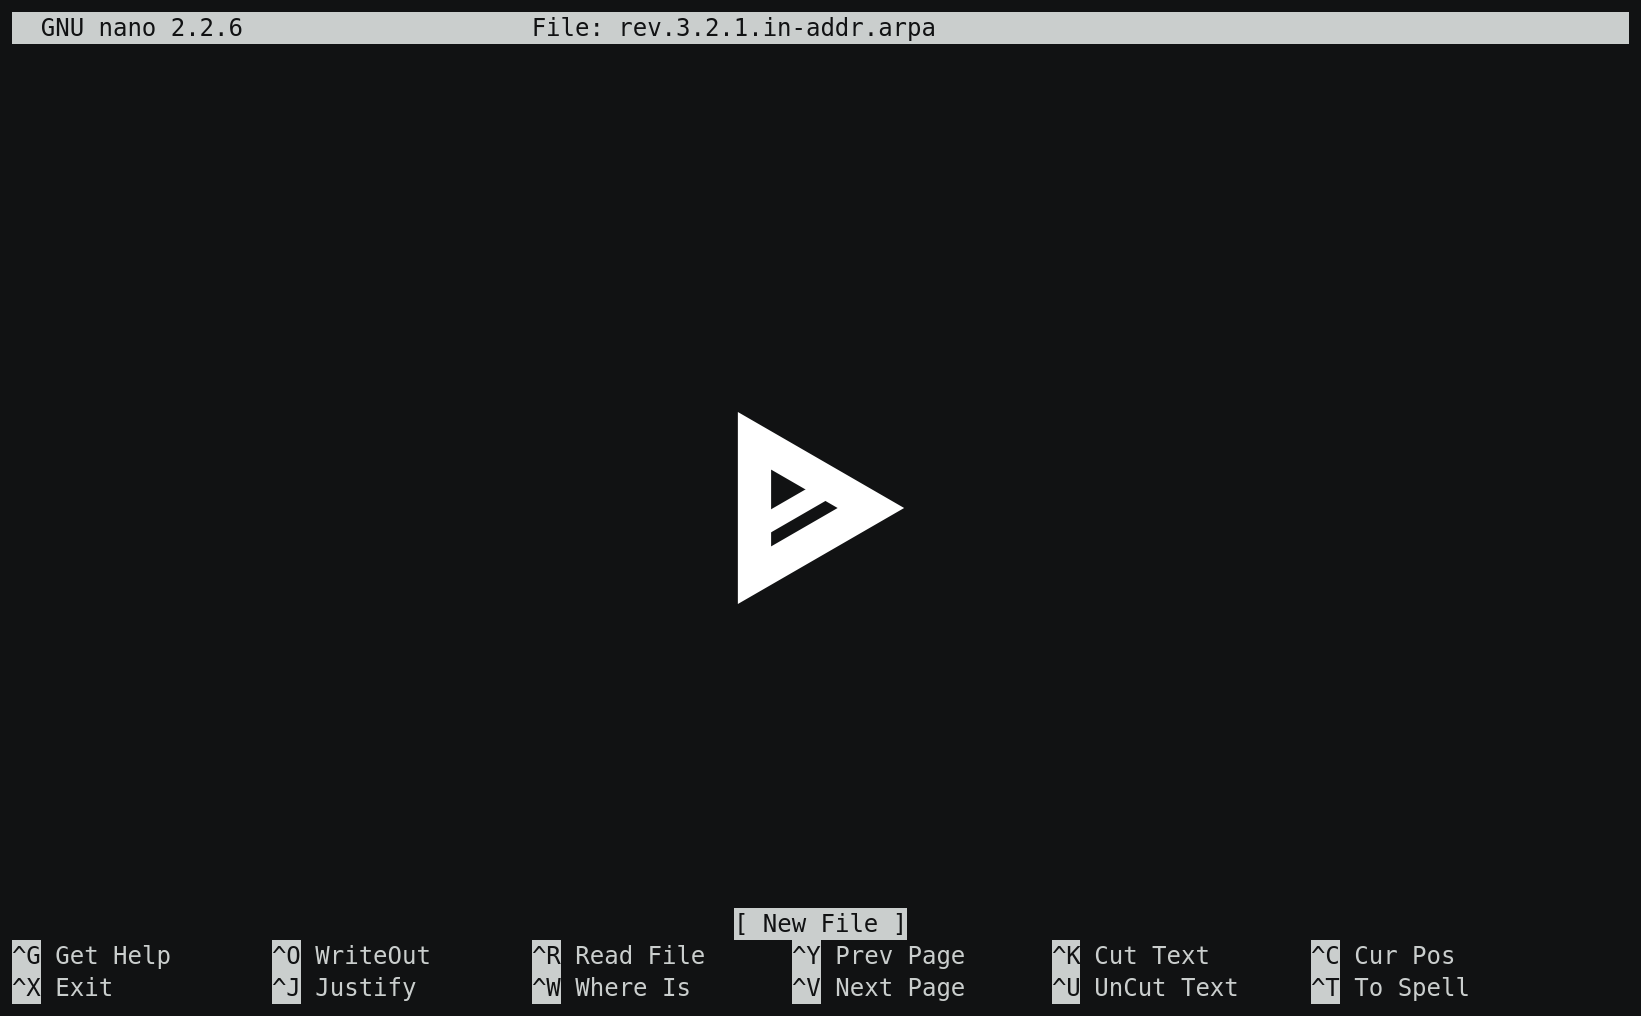 GNU nano 2.2.6 File: rev.3.2.1.in-addr.arpa
[ New File ]
^G Get Help ^O WriteOut ^R Read File ^Y Prev Page ^K Cut Text ^C Cur Pos
^X Exit ^J Justify ^W Where Is ^V Next Page ^U UnCut Text ^T To Spell